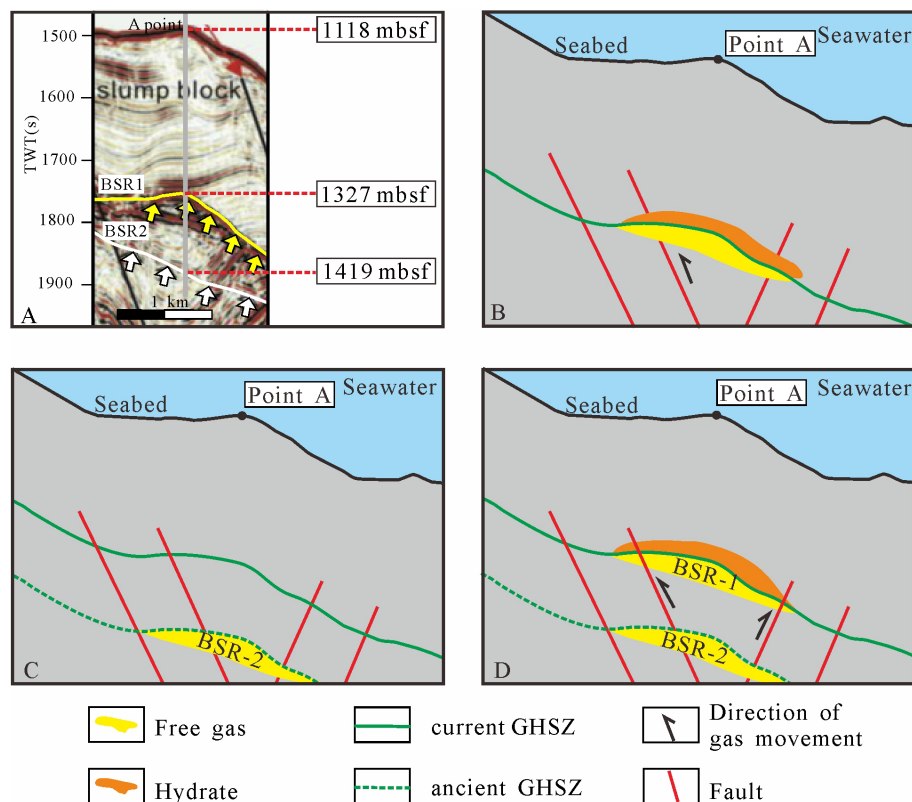 A point
1118 mbsf
1500
slump block
1600
TWT(s)
1700
BSR1
1327 mbsf
1800
BSR2
1419 mbsf
1900
1 km
A
Seabed
Point A
Seawater
B
Seabed
Point A
Seawater
BSR-2
C
Seabed
Point A
Seawater
BSR-1
BSR-2
D
Free gas
current GHSZ
Direction of
gas movement
Hydrate
ancient GHSZ
Fault